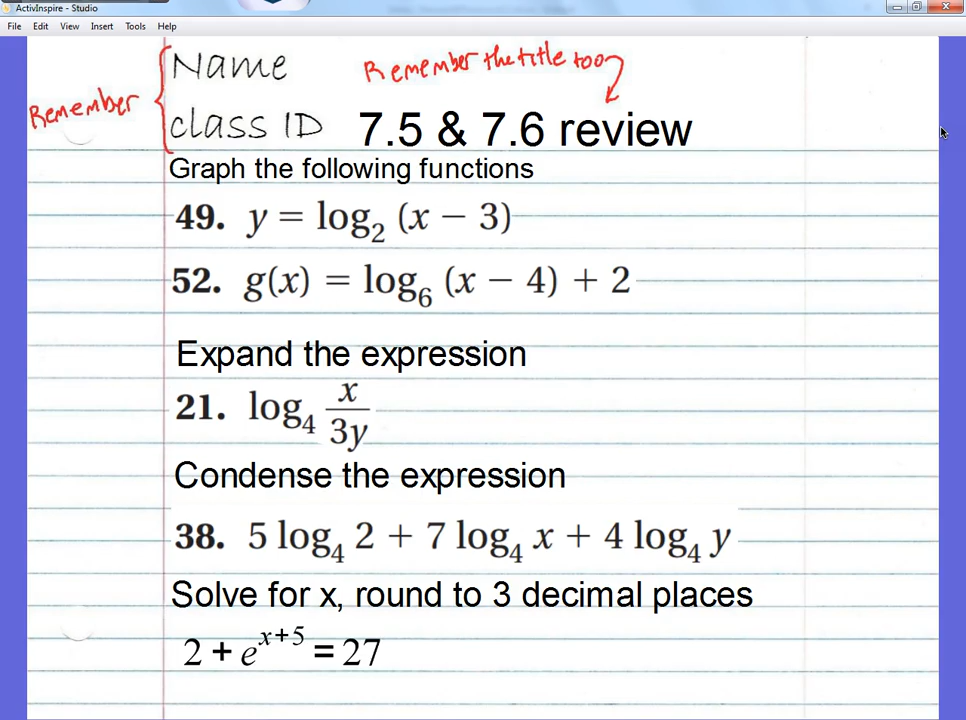 ActivInspire - Studio
File Edit View Insert Tools Help
Name
Remember the title too
Remember
class ID
7.5 & 7.6 review
Graph the following functions
49. y = log₂ (x − 3)
52. g(x) = log₆ (x − 4) + 2
Expand the expression
21. log₄ x/3y
Condense the expression
38. 5 log₄ 2 + 7 log₄ x + 4 log₄ y
Solve for x, round to 3 decimal places
2 + e^(x+5) = 27